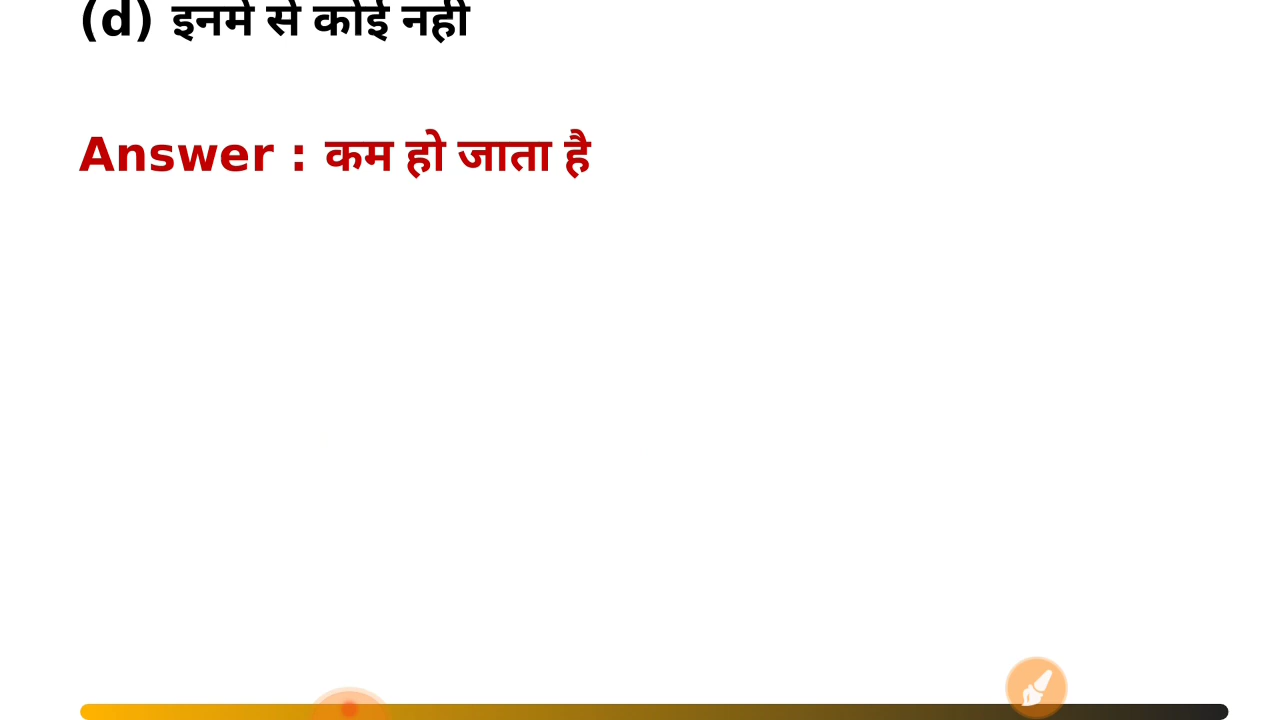 (d) इनमे से कोई नही
Answer : कम हो जाता है